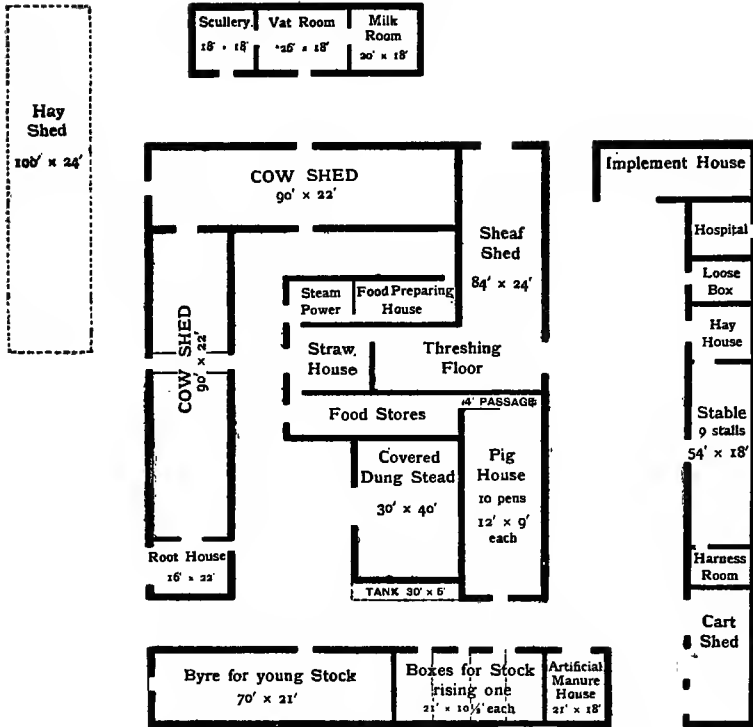 Scullery.
18' x 18'
Vat Room
26' x 18'
Milk
Room
20' x 18'
Hay
Shed
100' x 24'
COW SHED
90' x 22'
Implement House
Sheaf
Shed
84' x 24'
Hospital
Loose
Box
Hay
House
Steam
Power
Food Preparing
House
COW SHED
90' x 22'
Straw
House
Threshing
Floor
4' PASSAGE
Food Stores
Stable
9 stalls
54' x 18'
Covered
Dung Stead
30' x 40'
Pig
House
10 pens
12' x 9'
each
Root House
16' x 22'
TANK 30' x 6'
Harness
Room
Cart
Shed
Byre for young Stock
70' x 21'
Boxes for Stock
rising one
21' x 10½' each
Artificial
Manure
House
21' x 18'